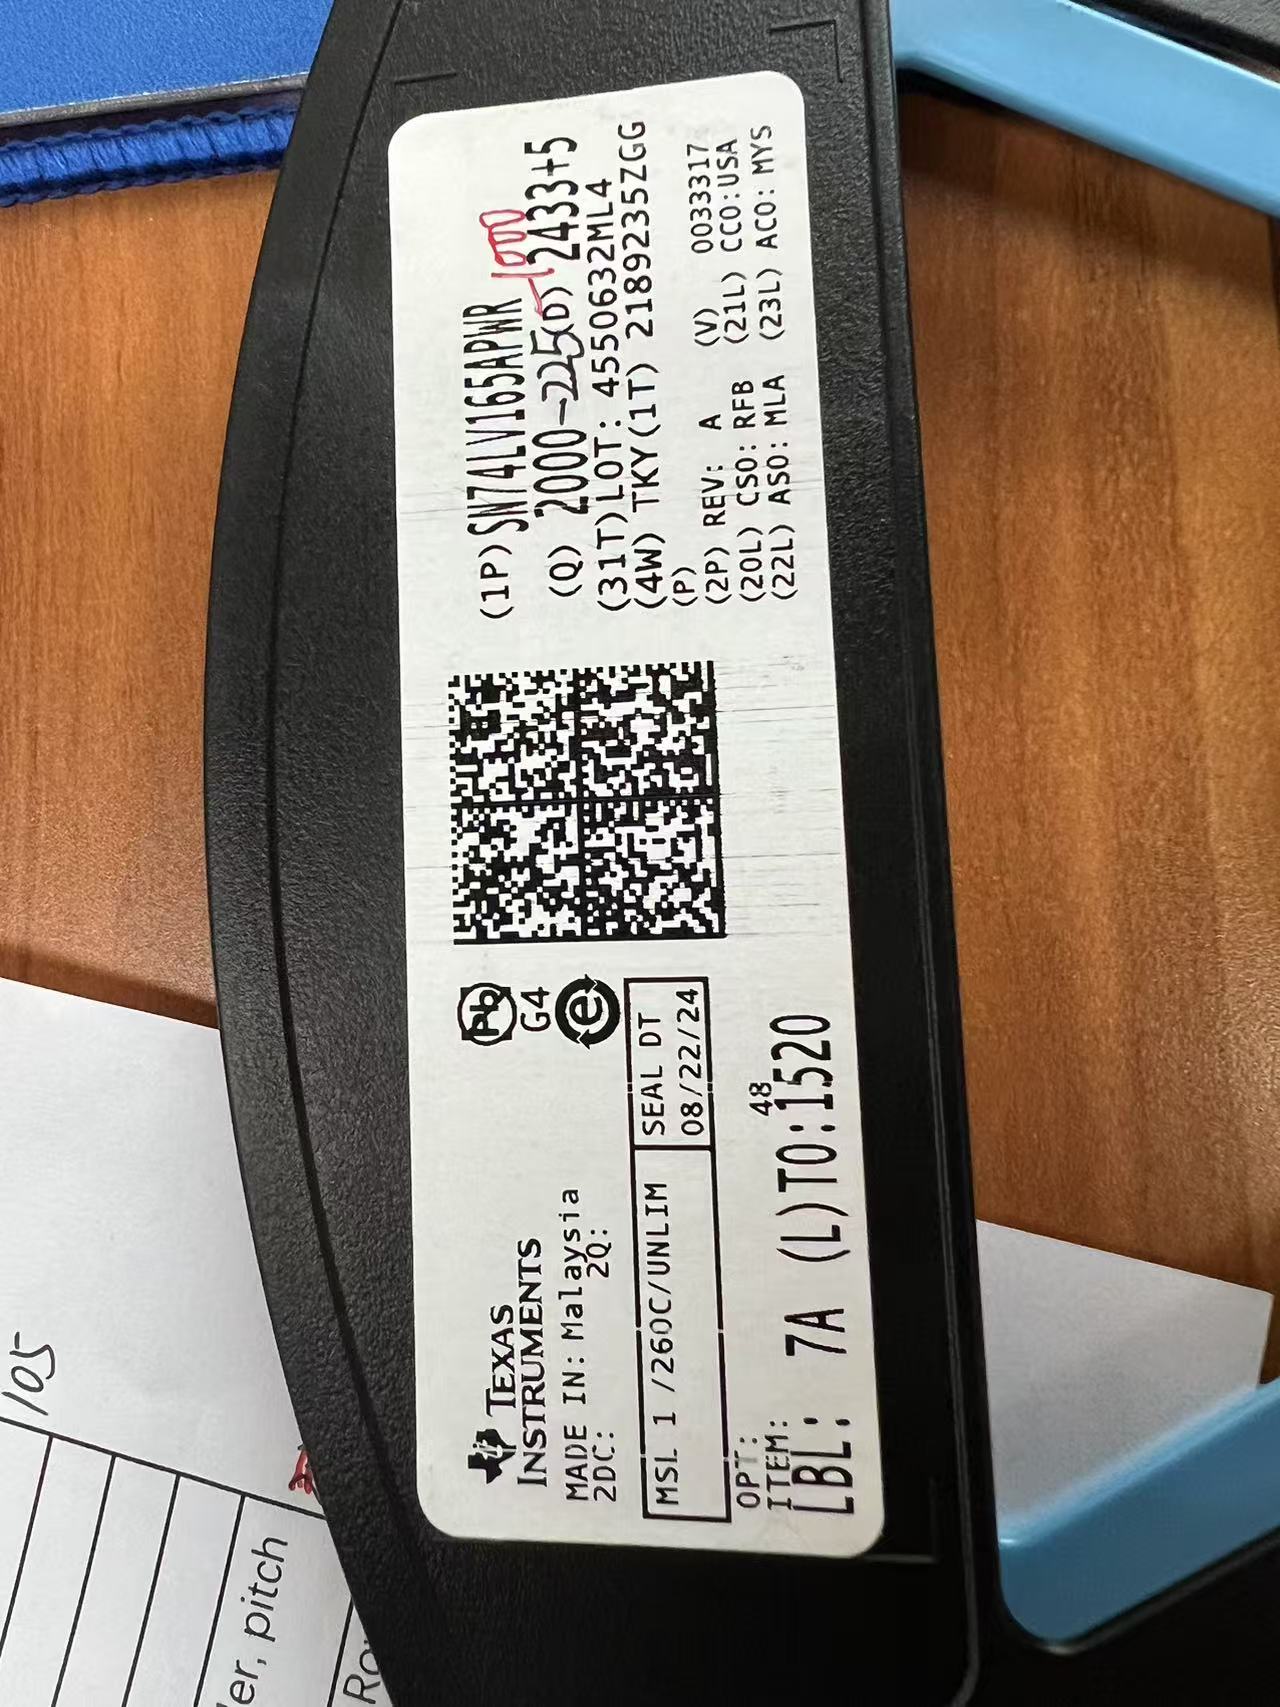 TEXAS
INSTRUMENTS
MADE IN: Malaysia
2DC: 2Q:
MSL 1 /260C/UNLIM
SEAL DT
08/22/24
OPT:
ITEM: 48
LBL: 7A (L)TO:1520
Pb
G4
e
(1P) SN74LV165APWR
(Q) 2000-225 (D) 2433+5
-1000
(31T)LOT: 4550632ML4
(4W) TKY(1T) 2189235ZGG
(P)
(2P) REV: A (V) 0033317
(20L) CSO: RFB (21L) CCO:USA
(22L) ASO: MLA (23L) ACO: MYS
1105
er, pitch